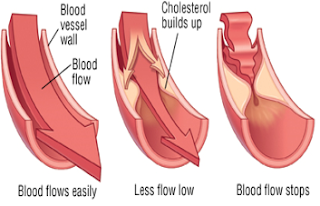 Blood
vessel
wall
Blood
flow
Cholesterol
builds up
Blood flows easily
Less flow low
Blood flow stops